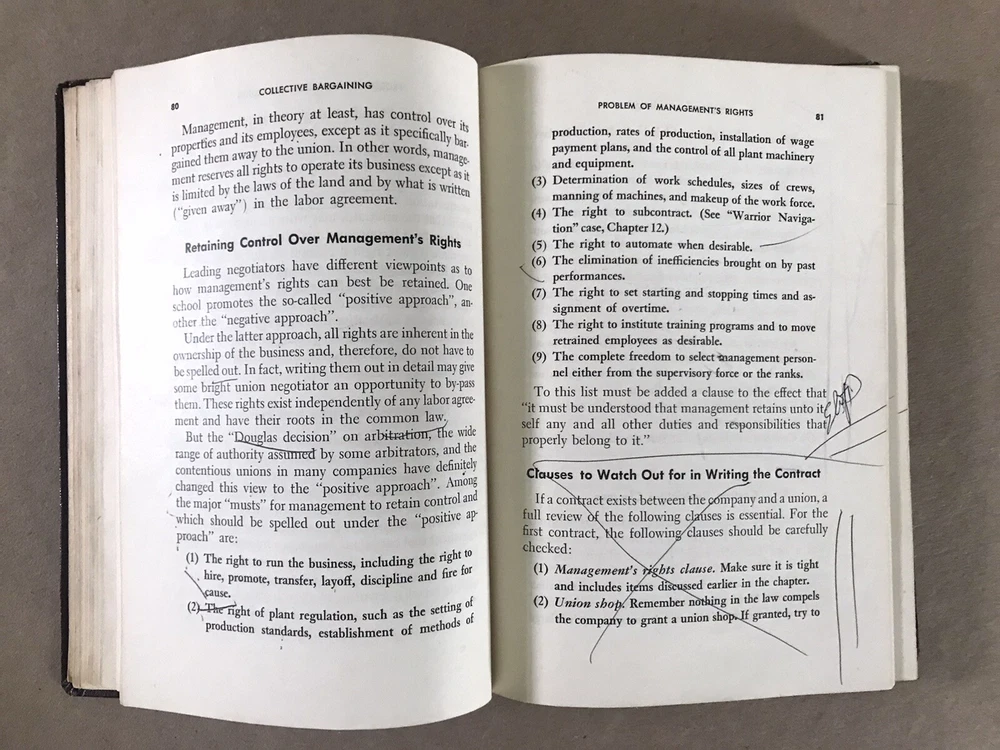 80
COLLECTIVE BARGAINING
Management, in theory at least, has control over its
properties and its employees, except as it specifically bar-
gained them away to the union. In other words, manage-
ment reserves all rights to operate its business except as it
is limited by the laws of the land and by what is written
("given away") in the labor agreement.
Retaining Control Over Management's Rights
Leading negotiators have different viewpoints as to
how management's rights can best be retained. One
school promotes the so-called "positive approach", an-
other the "negative approach".
Under the latter approach, all rights are inherent in the
ownership of the business and, therefore, do not have to
be spelled out. In fact, writing them out in detail may give
some bright union negotiator an opportunity to by-pass
them. These rights exist independently of any labor agree-
ment and have their roots in the common law.
But the "Douglas decision" on arbitration, the wide
range of authority assumed by some arbitrators, and the
contentious unions in many companies have definitely
changed this view to the "positive approach". Among
the major "musts" for management to retain control and
which should be spelled out under the "positive ap-
proach" are:
(1) The right to run the business, including the right to
hire, promote, transfer, layoff, discipline and fire for
cause.
(2) The right of plant regulation, such as the setting of
production standards, establishment of methods of
PROBLEM OF MANAGEMENT'S RIGHTS
81
production, rates of production, installation of wage
payment plans, and the control of all plant machinery
and equipment.
(3) Determination of work schedules, sizes of crews,
manning of machines, and makeup of the work force.
(4) The right to subcontract. (See "Warrior Naviga-
tion" case, Chapter 12.)
(5) The right to automate when desirable.
(6) The elimination of inefficiencies brought on by past
performances.
(7) The right to set starting and stopping times and as-
signment of overtime.
(8) The right to institute training programs and to move
retrained employees as desirable.
(9) The complete freedom to select management person-
nel either from the supervisory force or the ranks.
To this list must be added a clause to the effect that
"it must be understood that management retains unto it-
self any and all other duties and responsibilities that
properly belong to it."
Clauses to Watch Out for in Writing the Contract
If a contract exists between the company and a union, a
full review of the following clauses is essential. For the
first contract, the following clauses should be carefully
checked:
(1) Management's rights clause. Make sure it is tight
and includes items discussed earlier in the chapter.
(2) Union shop. Remember nothing in the law compels
the company to grant a union shop. If granted, try to